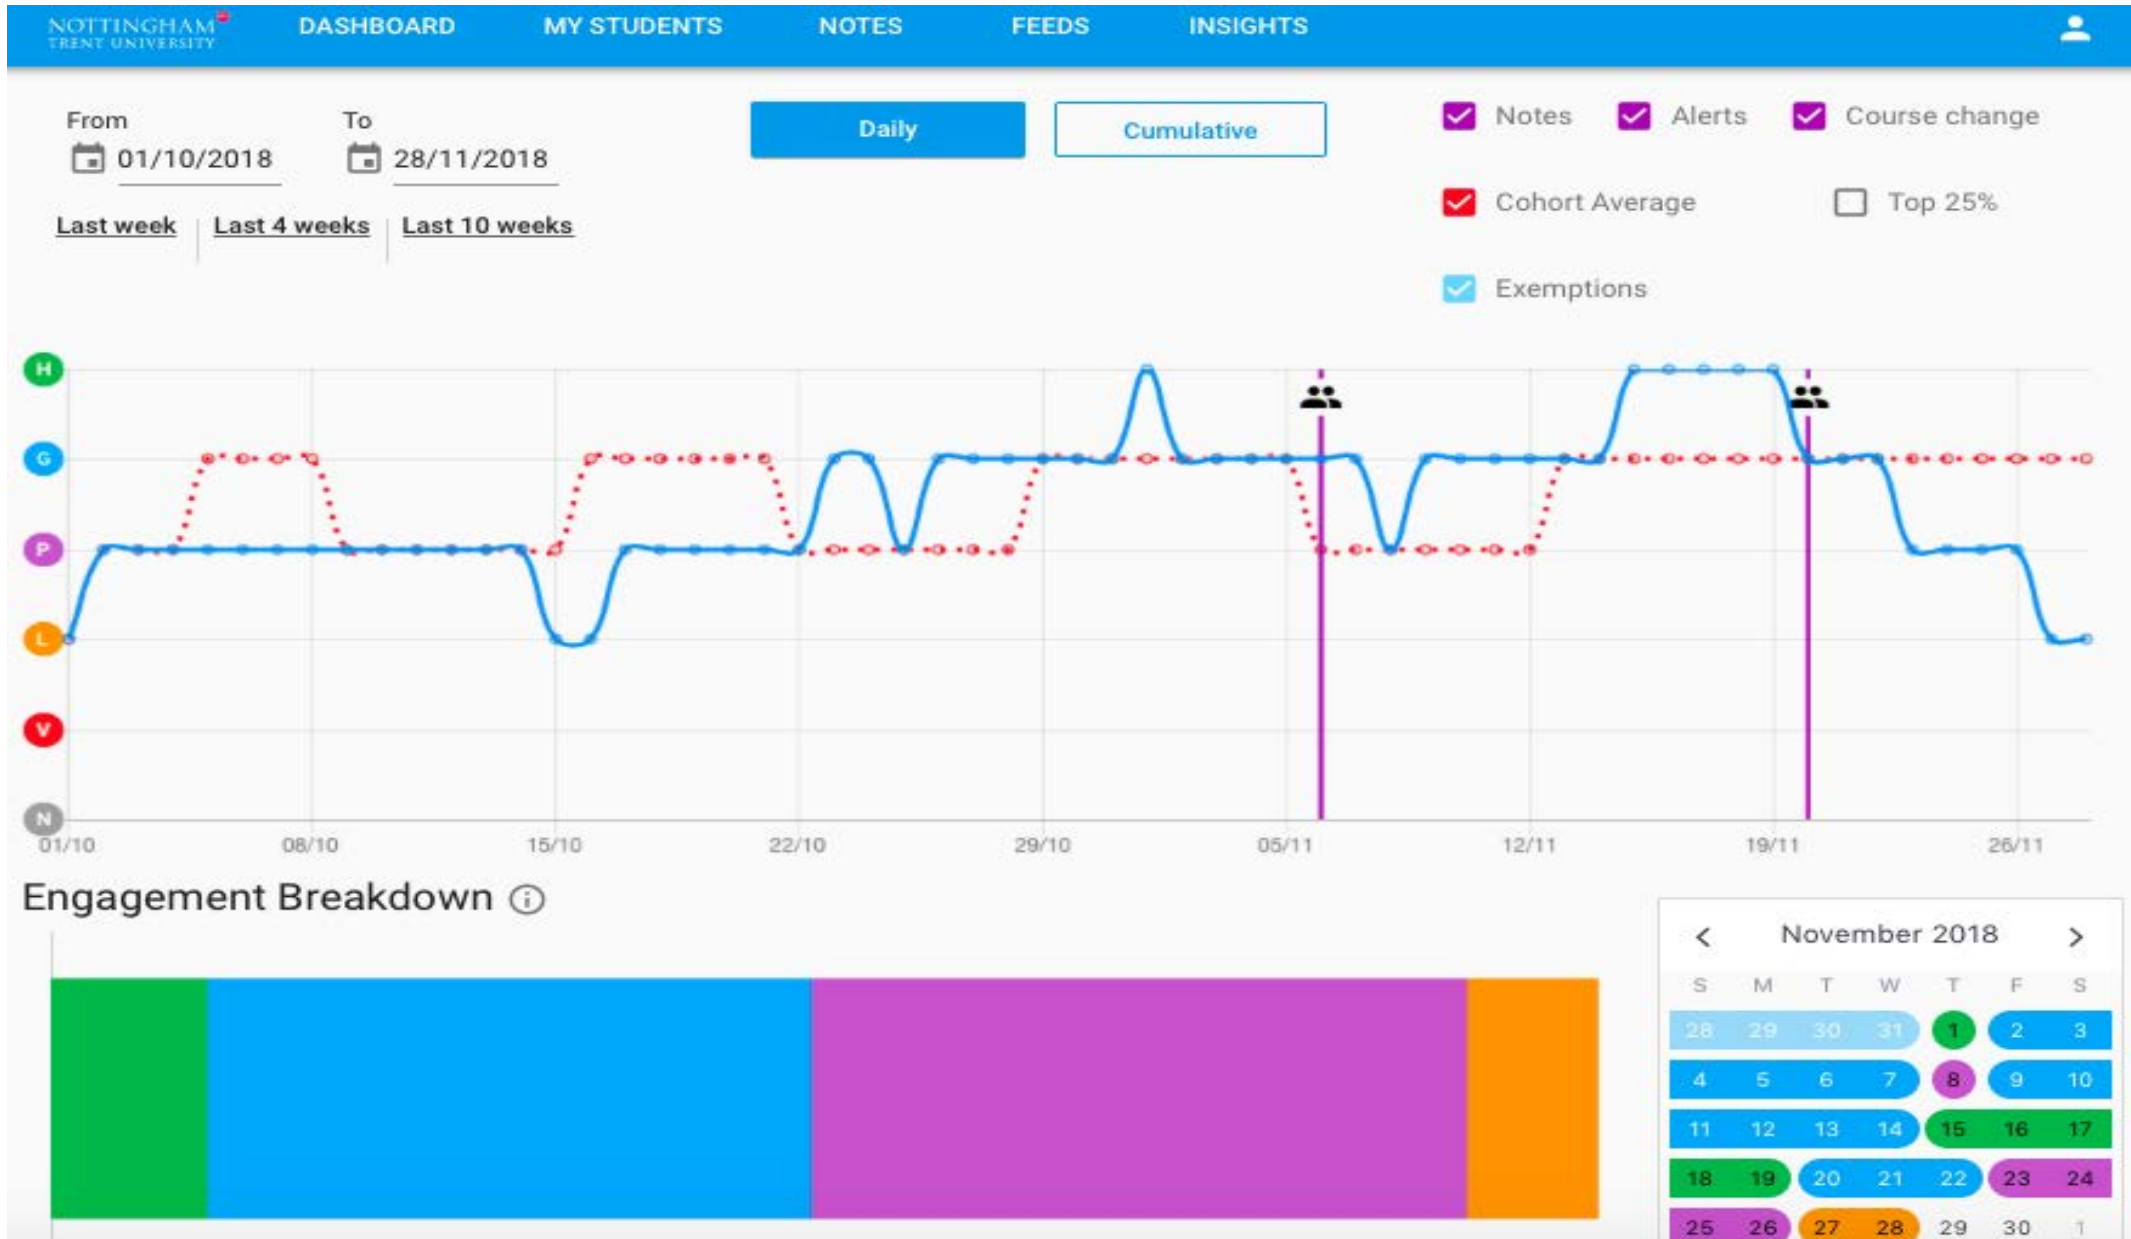 NOTTINGHAM
TRENT UNIVERSITY
DASHBOARD MY STUDENTS NOTES FEEDS INSIGHTS
From To
01/10/2018 28/11/2018
Last week Last 4 weeks Last 10 weeks
Daily Cumulative
Notes Alerts Course change
Cohort Average Top 25%
Exemptions
H
G
P
L
V
N
01/10 08/10 15/10 22/10 29/10 05/11 12/11 19/11 26/11
Engagement Breakdown i
November 2018
S M T W T F S
28 29 30 31 1 2 3
4 5 6 7 8 9 10
11 12 13 14 15 16 17
18 19 20 21 22 23 24
25 26 27 28 29 30 1